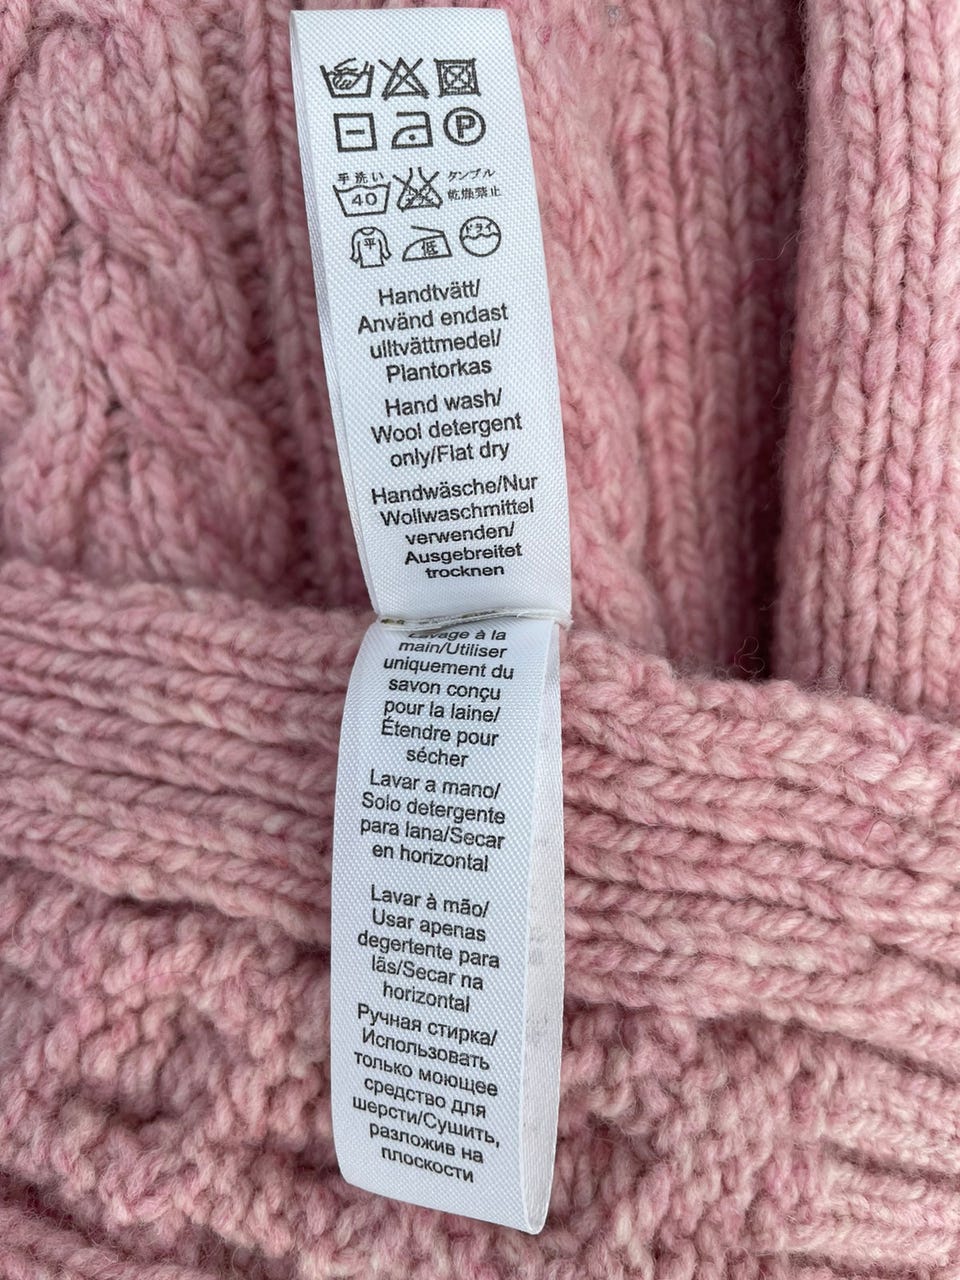 P
手洗い タンブル
40 乾燥禁止
平 低 ドライ
Handtvätt/
Använd endast
ulltvättmedel/
Plantorkas
Hand wash/
Wool detergent
only/Flat dry
Handwäsche/Nur
Wollwaschmittel
verwenden/
Ausgebreitet
trocknen
Lavage à la
main/Utiliser
uniquement du
savon conçu
pour la laine/
Étendre pour
sécher
Lavar a mano/
Solo detergente
para lana/Secar
en horizontal
Lavar à mão/
Usar apenas
degertente para
lãs/Secar na
horizontal
Ручная стирка/
Использовать
только моющее
средство для
шерсти/Сушить,
разложив на
плоскости